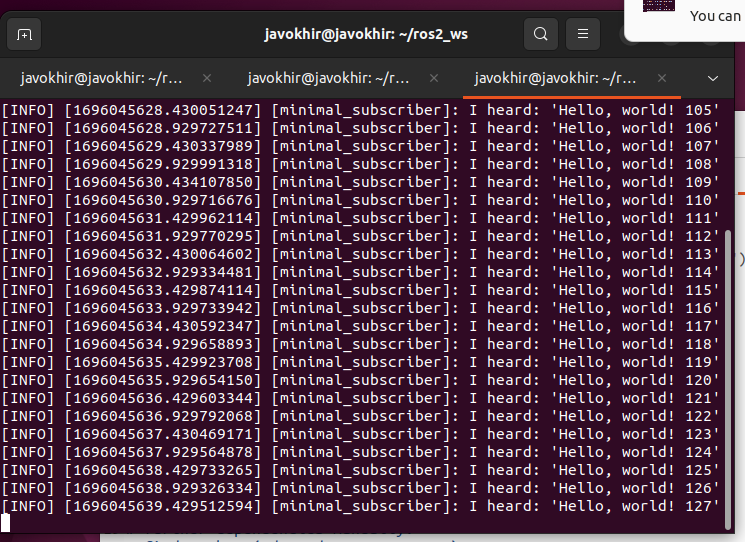 You can
javokhir@javokhir: ~/ros2_ws
javokhir@javokhir: ~/r... javokhir@javokhir: ~/r... javokhir@javokhir: ~/r...
[INFO] [1696045628.430051247] [minimal_subscriber]: I heard: 'Hello, world! 105'
[INFO] [1696045628.929727511] [minimal_subscriber]: I heard: 'Hello, world! 106'
[INFO] [1696045629.430337989] [minimal_subscriber]: I heard: 'Hello, world! 107'
[INFO] [1696045629.929991318] [minimal_subscriber]: I heard: 'Hello, world! 108'
[INFO] [1696045630.434107850] [minimal_subscriber]: I heard: 'Hello, world! 109'
[INFO] [1696045630.929716676] [minimal_subscriber]: I heard: 'Hello, world! 110'
[INFO] [1696045631.429962114] [minimal_subscriber]: I heard: 'Hello, world! 111'
[INFO] [1696045631.929770295] [minimal_subscriber]: I heard: 'Hello, world! 112'
[INFO] [1696045632.430064602] [minimal_subscriber]: I heard: 'Hello, world! 113'
[INFO] [1696045632.929334481] [minimal_subscriber]: I heard: 'Hello, world! 114'
[INFO] [1696045633.429874114] [minimal_subscriber]: I heard: 'Hello, world! 115'
[INFO] [1696045633.929733942] [minimal_subscriber]: I heard: 'Hello, world! 116'
[INFO] [1696045634.430592347] [minimal_subscriber]: I heard: 'Hello, world! 117'
[INFO] [1696045634.929658893] [minimal_subscriber]: I heard: 'Hello, world! 118'
[INFO] [1696045635.429923708] [minimal_subscriber]: I heard: 'Hello, world! 119'
[INFO] [1696045635.929654150] [minimal_subscriber]: I heard: 'Hello, world! 120'
[INFO] [1696045636.429603344] [minimal_subscriber]: I heard: 'Hello, world! 121'
[INFO] [1696045636.929792068] [minimal_subscriber]: I heard: 'Hello, world! 122'
[INFO] [1696045637.430469171] [minimal_subscriber]: I heard: 'Hello, world! 123'
[INFO] [1696045637.929564878] [minimal_subscriber]: I heard: 'Hello, world! 124'
[INFO] [1696045638.429733265] [minimal_subscriber]: I heard: 'Hello, world! 125'
[INFO] [1696045638.929326334] [minimal_subscriber]: I heard: 'Hello, world! 126'
[INFO] [1696045639.429512594] [minimal_subscriber]: I heard: 'Hello, world! 127'